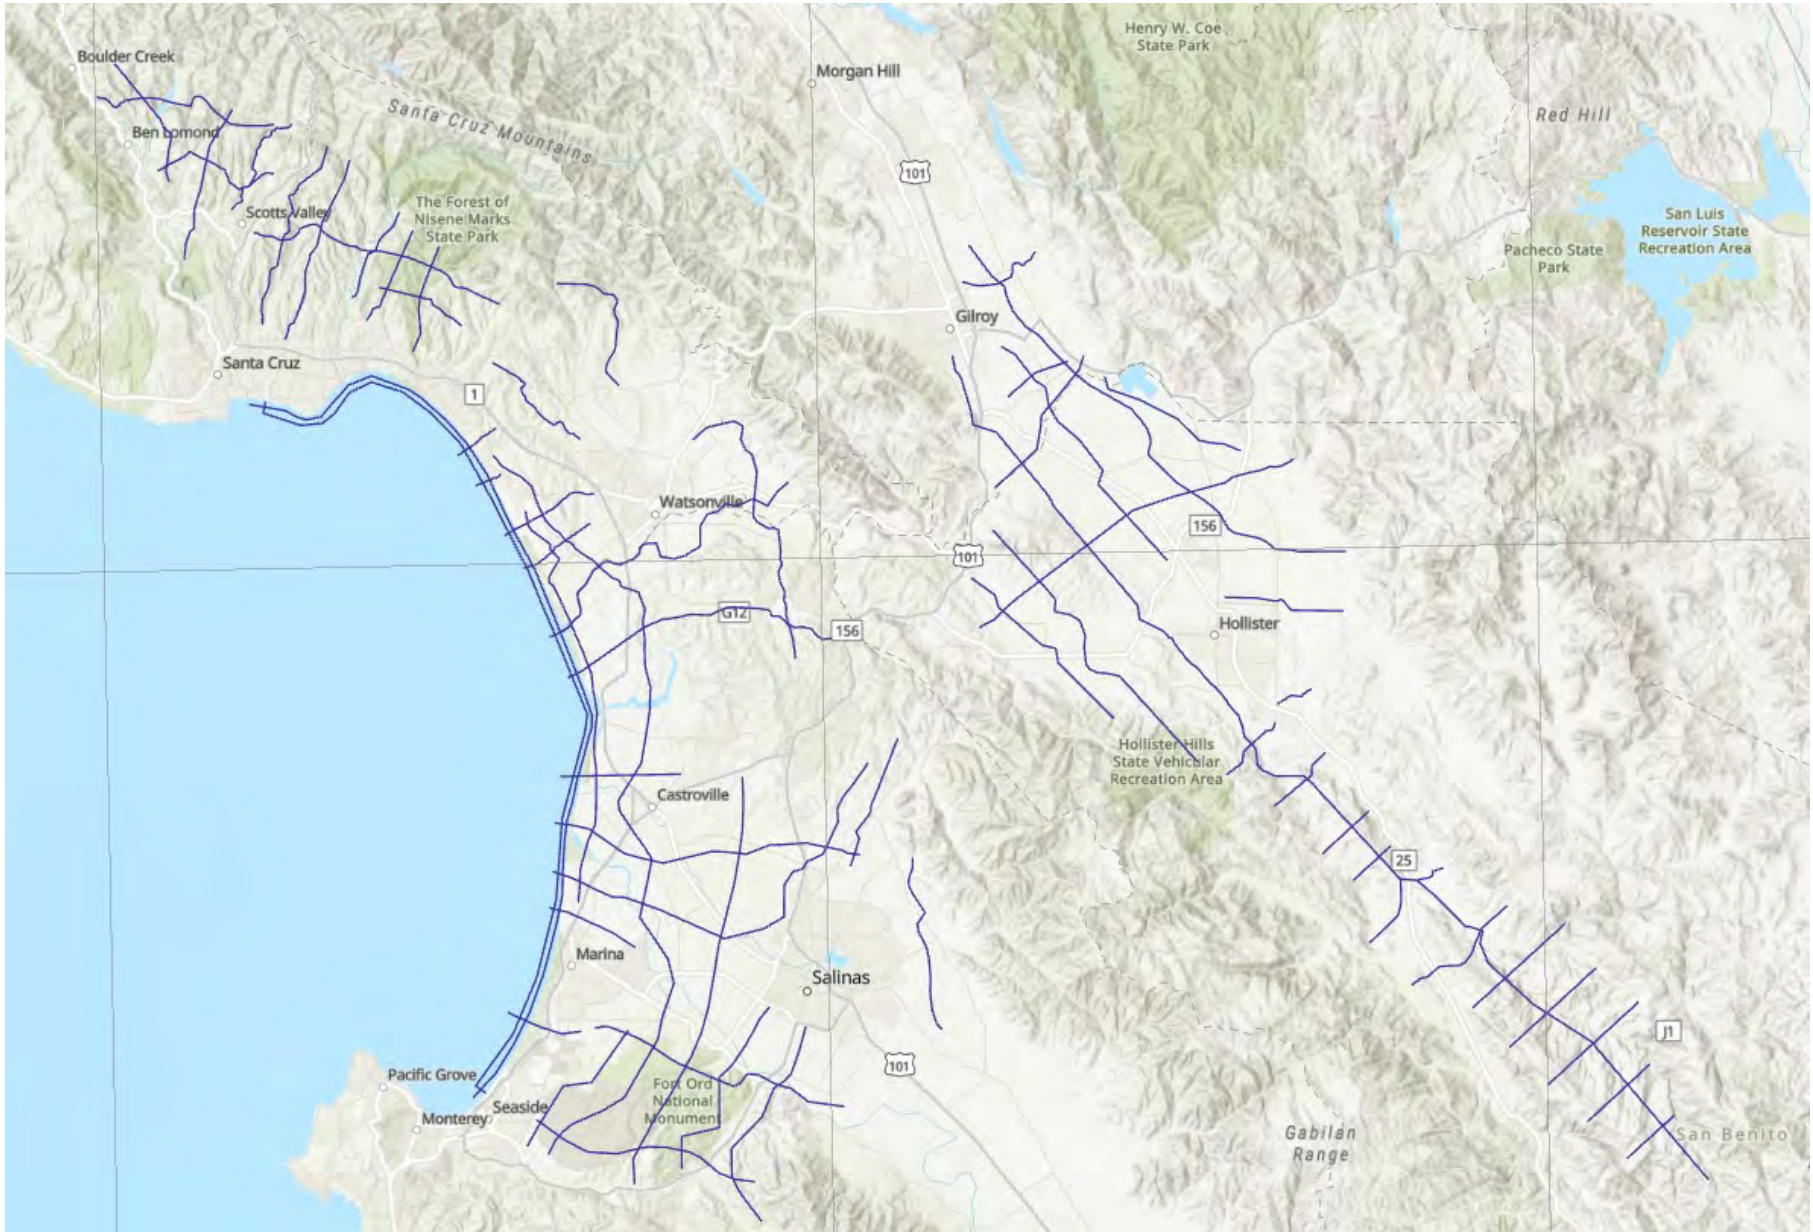 Henry W. Coe
State Park
Boulder Creek
Morgan Hill
Santa Cruz Mountains
Red Hill
Ben Lomond
101
The Forest of
Nisene Marks
State Park
Scotts Valley
San Luis
Reservoir State
Recreation Area
Pacheco State
Park
Gilroy
Santa Cruz
1
Watsonville
156
101
G12
156
Hollister
Hollister Hills
State Vehicular
Recreation Area
Castroville
25
Marina
Salinas
J1
101
Pacific Grove
Fort Ord
National
Monument
Seaside
Monterey
Gabilan
Range
San Benito